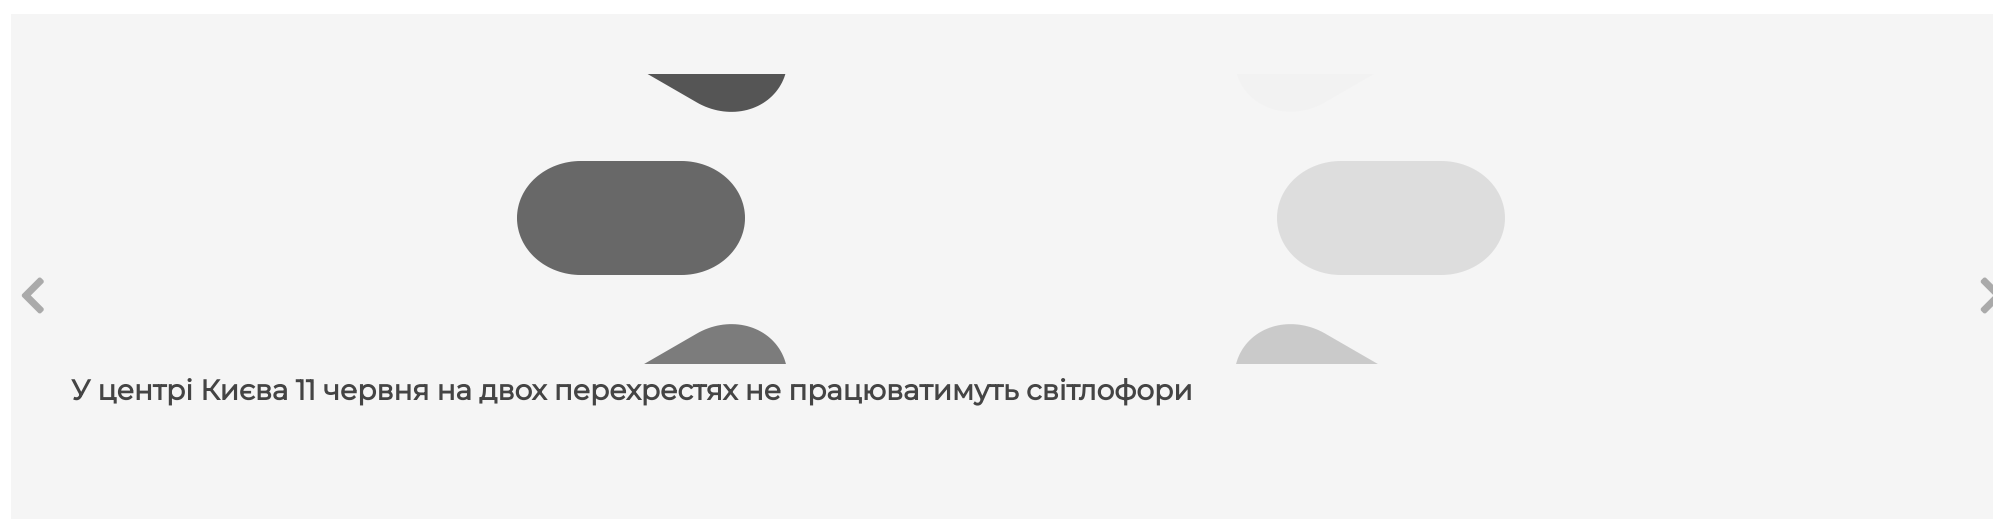 У центрі Києва 11 червня на двох перехрестях не працюватимуть світлофори